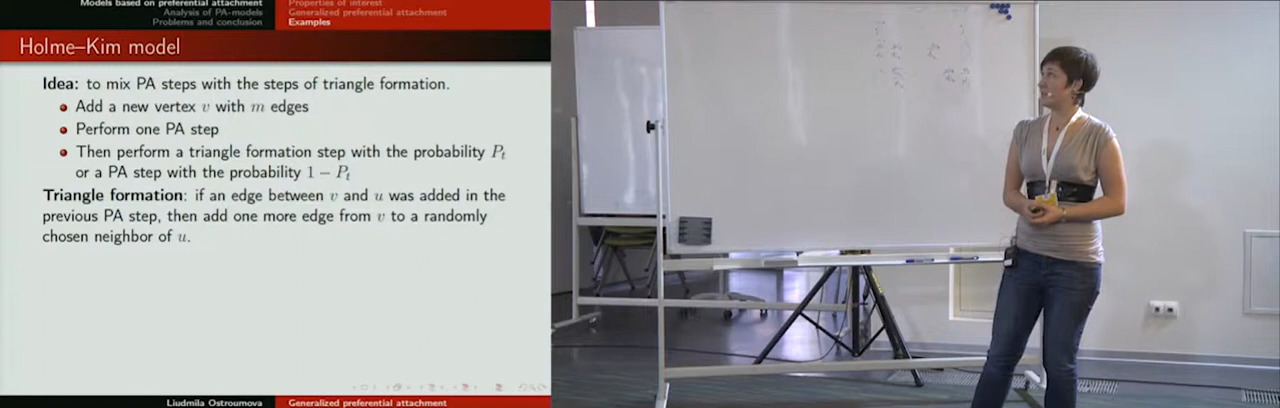 Models based on preferential attachment
Analysis of PA-models
Problems and conclusion
Properties of interest
Generalized preferential attachment
Examples
Holme–Kim model
Idea: to mix PA steps with the steps of triangle formation.
Add a new vertex v with m edges
Perform one PA step
Then perform a triangle formation step with the probability Pt
or a PA step with the probability 1 − Pt
Triangle formation: if an edge between v and u was added in the
previous PA step, then add one more edge from v to a randomly
chosen neighbor of u.
Liudmila Ostroumova
Generalized preferential attachment